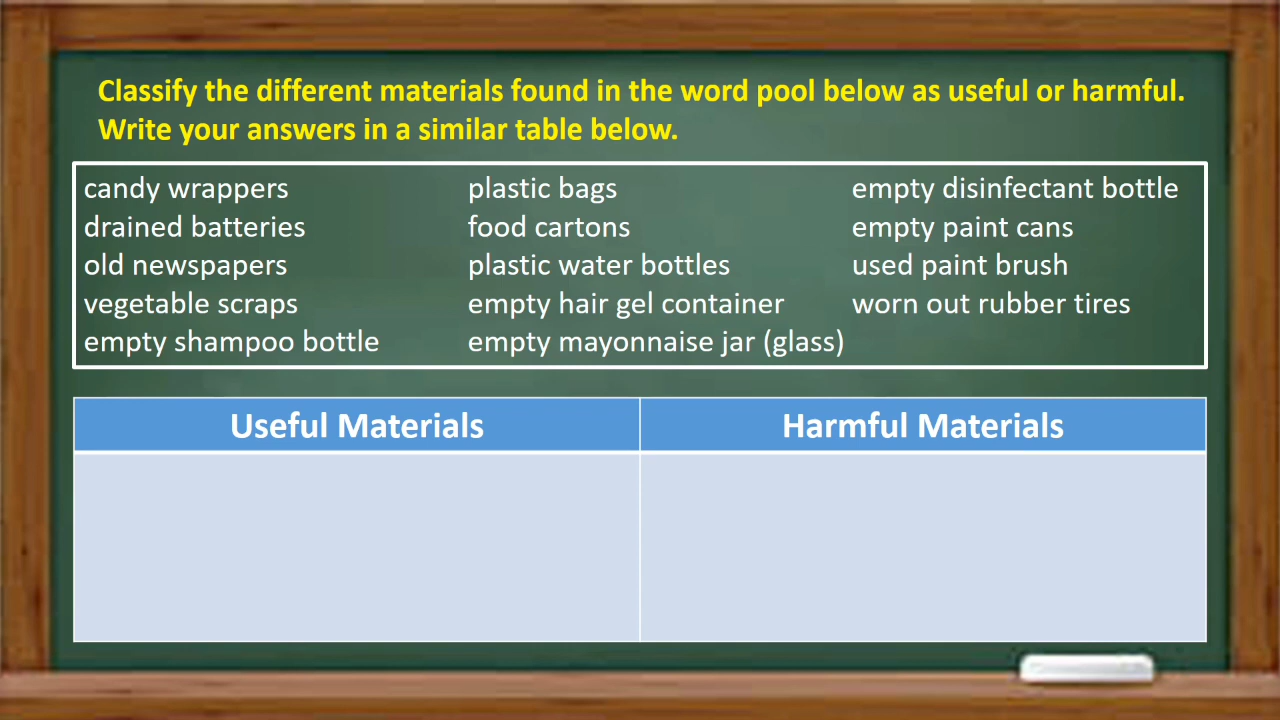 Classify the different materials found in the word pool below as useful or harmful.
Write your answers in a similar table below.
candy wrappers
drained batteries
old newspapers
vegetable scraps
empty shampoo bottle
plastic bags
food cartons
plastic water bottles
empty hair gel container
empty mayonnaise jar (glass)
empty disinfectant bottle
empty paint cans
used paint brush
worn out rubber tires
Useful Materials
Harmful Materials